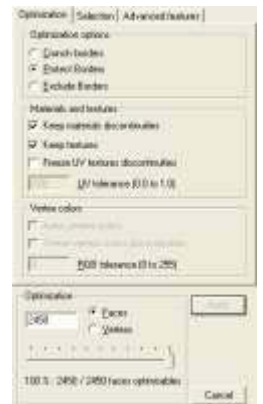 Optimization Selection Advanced features
Optimization options
Crunch borders
Protect Borders
Exclude Borders
Materials and textures
Keep materials discontinuities
Keep textures
Freeze UV textures discontinuities
UV tolerance (0.0 to 1.0)
Vertex colors
RGB tolerance (0 to 255)
Optimization
2450
Faces
Vertices
100 % : 2450 / 2450 faces optimisables
Cancel